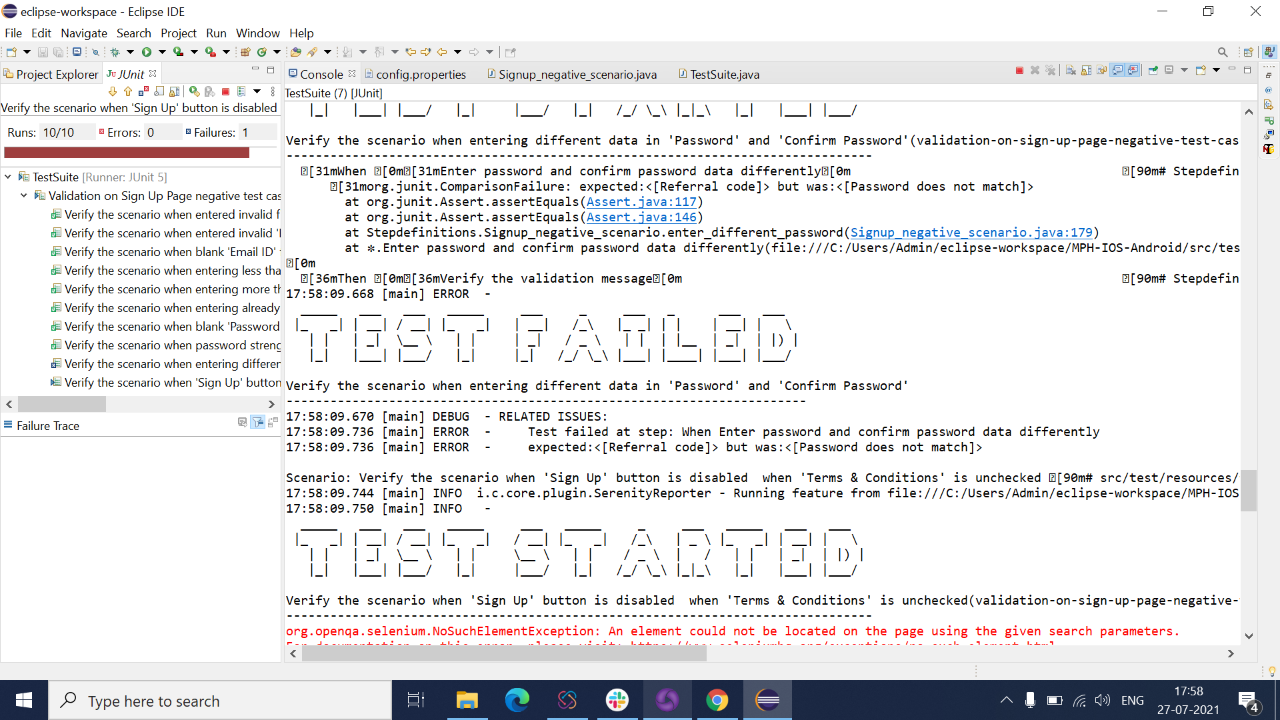 eclipse-workspace - Eclipse IDE
File Edit Navigate Search Project Run Window Help
Project Explorer JUnit
Console config.properties Signup_negative_scenario.java TestSuite.java
Verify the scenario when 'Sign Up' button is disabled
Runs: 10/10 Errors: 0 Failures: 1
TestSuite [Runner: JUnit 5]
Validation on Sign Up Page negative test cas
Verify the scenario when entered invalid f
Verify the scenario when entered invalid 'I
Verify the scenario when blank 'Email ID'
Verify the scenario when entering less tha
Verify the scenario when entering more th
Verify the scenario when entering already
Verify the scenario when blank 'Password
Verify the scenario when password streng
Verify the scenario when entering differen
Verify the scenario when 'Sign Up' button
Failure Trace
TestSuite (7) [JUnit]
Verify the scenario when entering different data in 'Password' and 'Confirm Password'(validation-on-sign-up-page-negative-test-cas
--------------------------------------------------------------------------------
[31mWhen [0m[31mEnter password and confirm password data differently[0m [90m# Stepdefin
[31morg.junit.ComparisonFailure: expected:<[Referral code]> but was:<[Password does not match]>
at org.junit.Assert.assertEquals(Assert.java:117)
at org.junit.Assert.assertEquals(Assert.java:146)
at Stepdefinitions.Signup_negative_scenario.enter_different_password(Signup_negative_scenario.java:179)
at *.Enter password and confirm password data differently(file:///C:/Users/Admin/eclipse-workspace/MPH-IOS-Android/src/tes
[0m
[36mThen [0m[36mVerify the validation message[0m [90m# Stepdefin
17:58:09.668 [main] ERROR -
TEST FAILED
Verify the scenario when entering different data in 'Password' and 'Confirm Password'
------------------------------------------------------------------------
17:58:09.670 [main] DEBUG - RELATED ISSUES:
17:58:09.736 [main] ERROR - Test failed at step: When Enter password and confirm password data differently
17:58:09.736 [main] ERROR - expected:<[Referral code]> but was:<[Password does not match]>
Scenario: Verify the scenario when 'Sign Up' button is disabled  when 'Terms & Conditions' is unchecked [90m# src/test/resources/
17:58:09.744 [main] INFO i.c.core.plugin.SerenityReporter - Running feature from file:///C:/Users/Admin/eclipse-workspace/MPH-IOS
17:58:09.750 [main] INFO -
TEST STARTED
Verify the scenario when 'Sign Up' button is disabled  when 'Terms & Conditions' is unchecked(validation-on-sign-up-page-negative-
--------------------------------------------------------------------------------
org.openqa.selenium.NoSuchElementException: An element could not be located on the page using the given search parameters.
Type here to search
ENG
17:58
27-07-2021
4